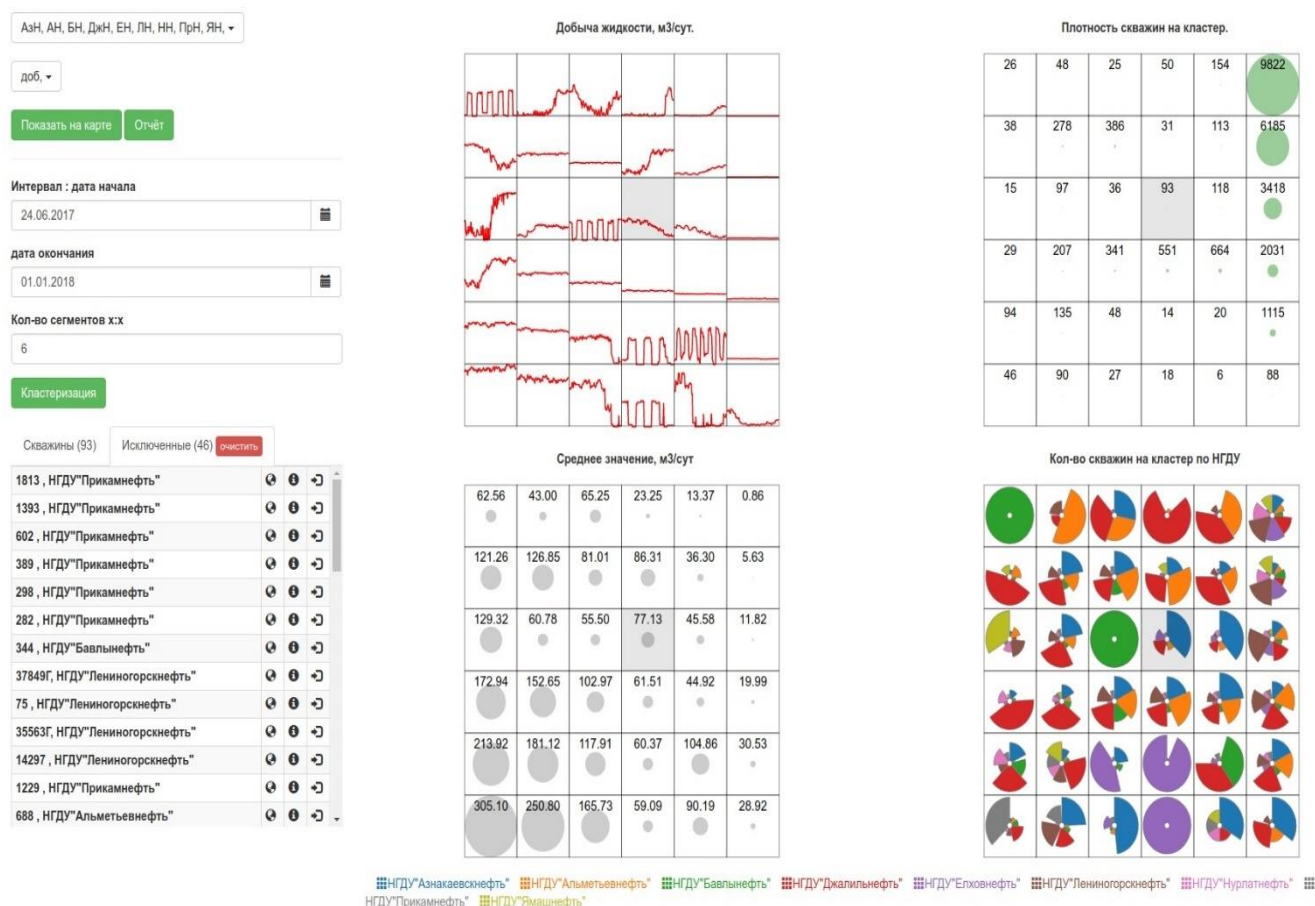 АзН, АН, БН, ДжН, ЕН, ЛН, НН, ПрН, ЯН,
доб,
Показать на карте Отчёт
Интервал : дата начала
24.06.2017
дата окончания
01.01.2018
Кол-во сегментов x:x
6
Кластеризация
Скважины (93) Исключенные (46) очистить
1813 , НГДУ"Прикамнефть"
1393 , НГДУ"Прикамнефть"
602 , НГДУ"Прикамнефть"
389 , НГДУ"Прикамнефть"
298 , НГДУ"Прикамнефть"
282 , НГДУ"Прикамнефть"
344 , НГДУ"Бавлынефть"
37849Г, НГДУ"Лениногорскнефть"
75 , НГДУ"Лениногорскнефть"
35563Г, НГДУ"Лениногорскнефть"
14297 , НГДУ"Лениногорскнефть"
1229 , НГДУ"Прикамнефть"
688 , НГДУ"Альметьевнефть"
Добыча жидкости, м3/сут.
Плотность скважин на кластер.
26 48 25 50 154 9822
38 278 386 31 113 6185
15 97 36 93 118 3418
29 207 341 551 664 2031
94 135 48 14 20 1115
46 90 27 18 6 88
Среднее значение, м3/сут
62.56 43.00 65.25 23.25 13.37 0.86
121.26 126.85 81.01 86.31 36.30 5.63
129.32 60.78 55.50 77.13 45.58 11.82
172.94 152.65 102.97 61.51 44.92 19.99
213.92 181.12 117.91 60.37 104.86 30.53
305.10 250.80 165.73 59.09 90.19 28.92
Кол-во скважин на кластер по НГДУ
НГДУ"Азнакаевскнефть" НГДУ"Альметьевнефть" НГДУ"Бавлынефть" НГДУ"Джалильнефть" НГДУ"Елховнефть" НГДУ"Лениногорскнефть" НГДУ"Нурлатнефть"
НГДУ"Прикамнефть" НГДУ"Ямашнефть"